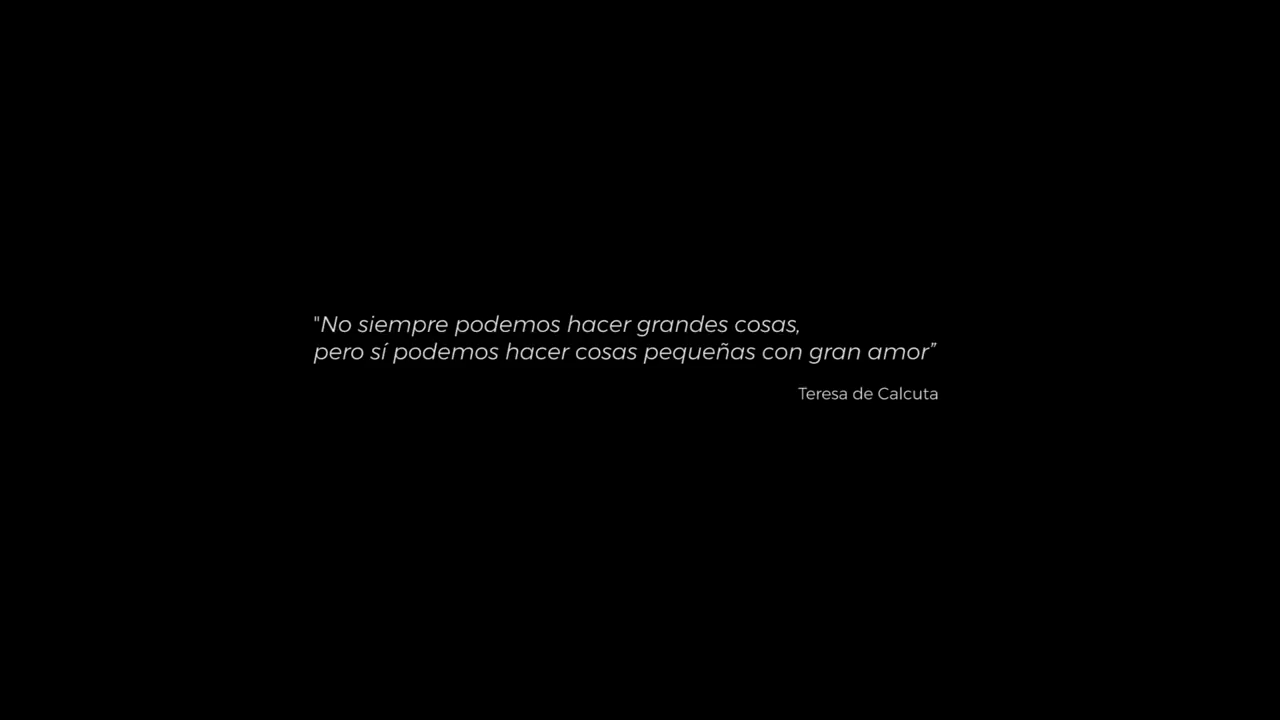 "No siempre podemos hacer grandes cosas,
pero sí podemos hacer cosas pequeñas con gran amor”
Teresa de Calcuta